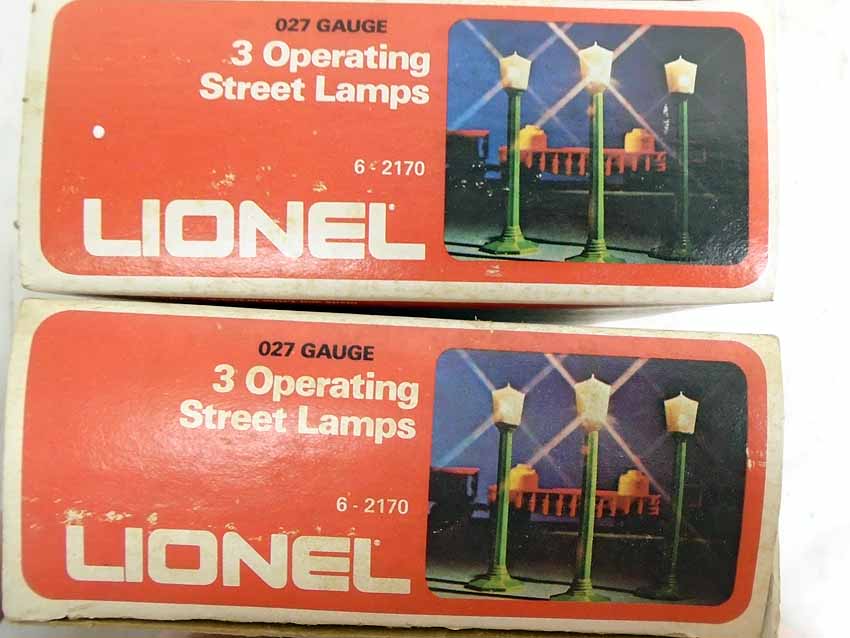 027 GAUGE
3 Operating
Street Lamps
6-2170
LIONEL
027 GAUGE
3 Operating
Street Lamps
6-2170
LIONEL